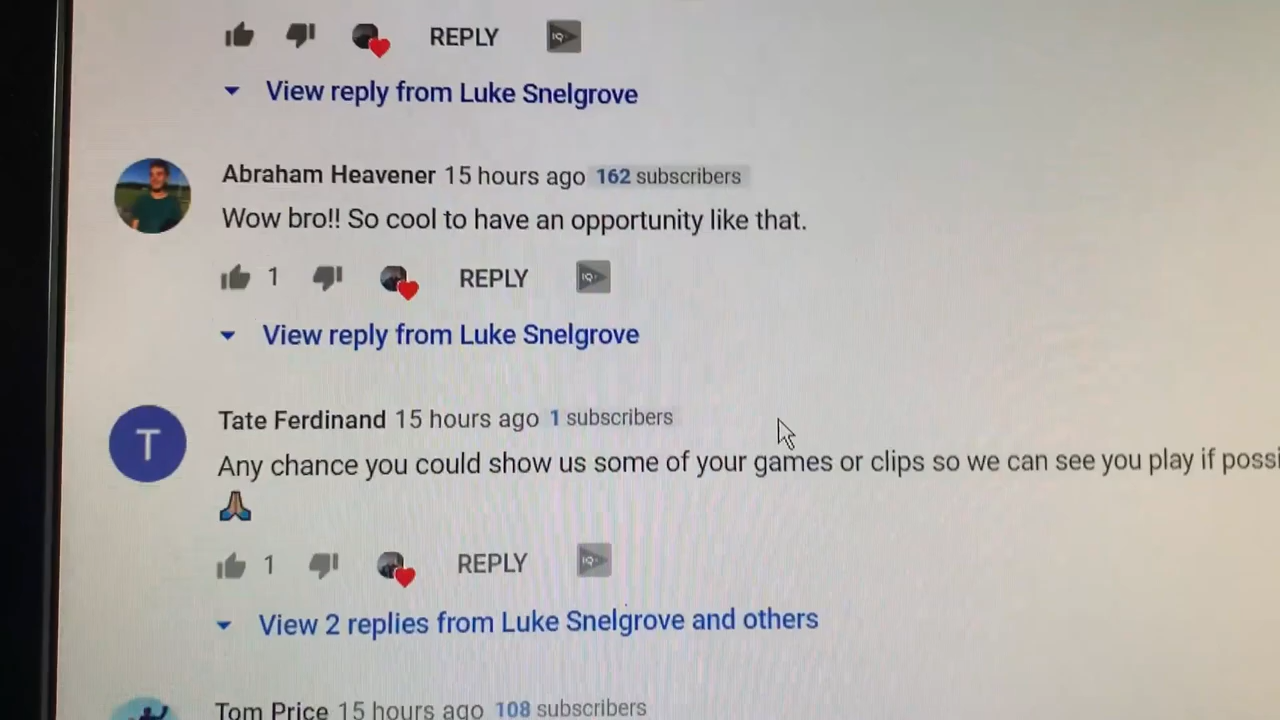 REPLY
View reply from Luke Snelgrove
Abraham Heavener 15 hours ago 162 subscribers
Wow bro!! So cool to have an opportunity like that.
1 REPLY
View reply from Luke Snelgrove
T
Tate Ferdinand 15 hours ago 1 subscribers
Any chance you could show us some of your games or clips so we can see you play if possi
🙏
1 REPLY
View 2 replies from Luke Snelgrove and others
Tom Price 15 hours ago 108 subscribers